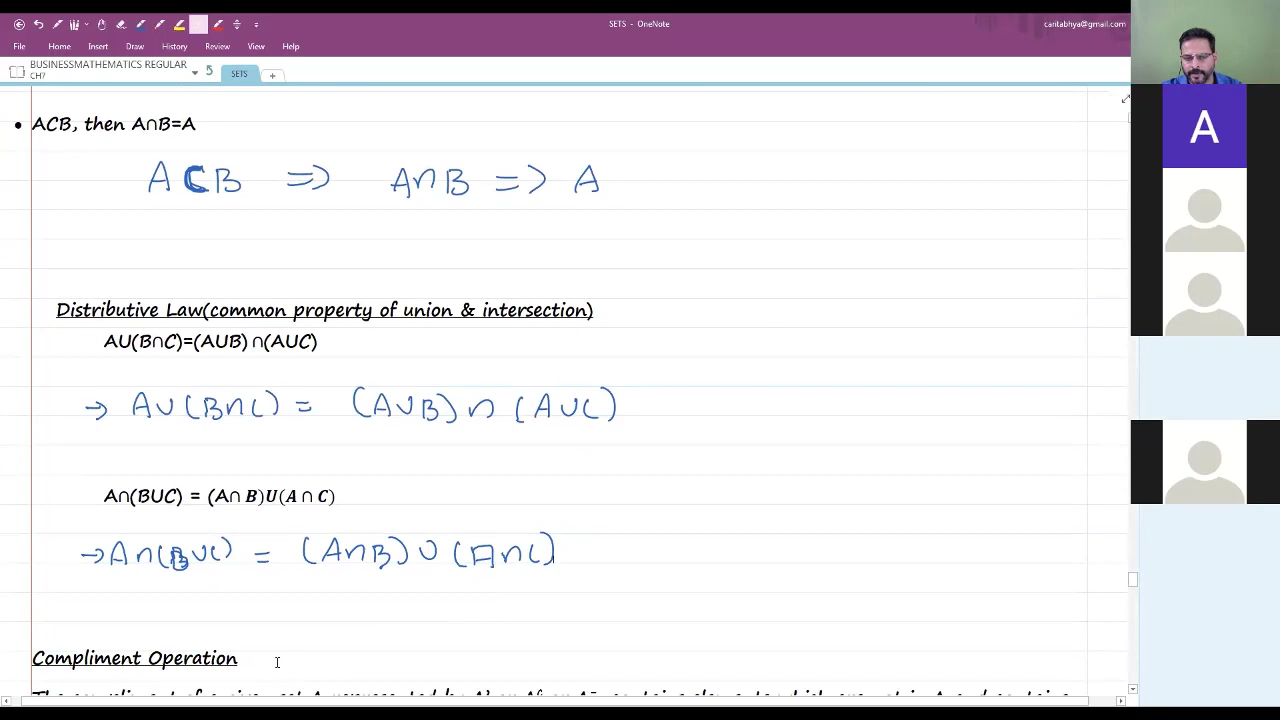 SETS - OneNote
cantabhya@gmail.com
File Home Insert Draw History Review View Help
BUSINESSMATHEMATICS REGULAR
CH7
5
SETS
A
• ACB, then A∩B=A
A ⊂ B => A∩B => A
Distributive Law(common property of union & intersection)
AU(B∩C)=(AUB) ∩(AUC)
→ A∪(B∩C) = (A∪B) ∩ (A∪C)
A∩(BUC) = (A∩ B)U(A ∩ C)
→ A∩(B∪C) = (A∩B) ∪ (A∩C)
Compliment Operation